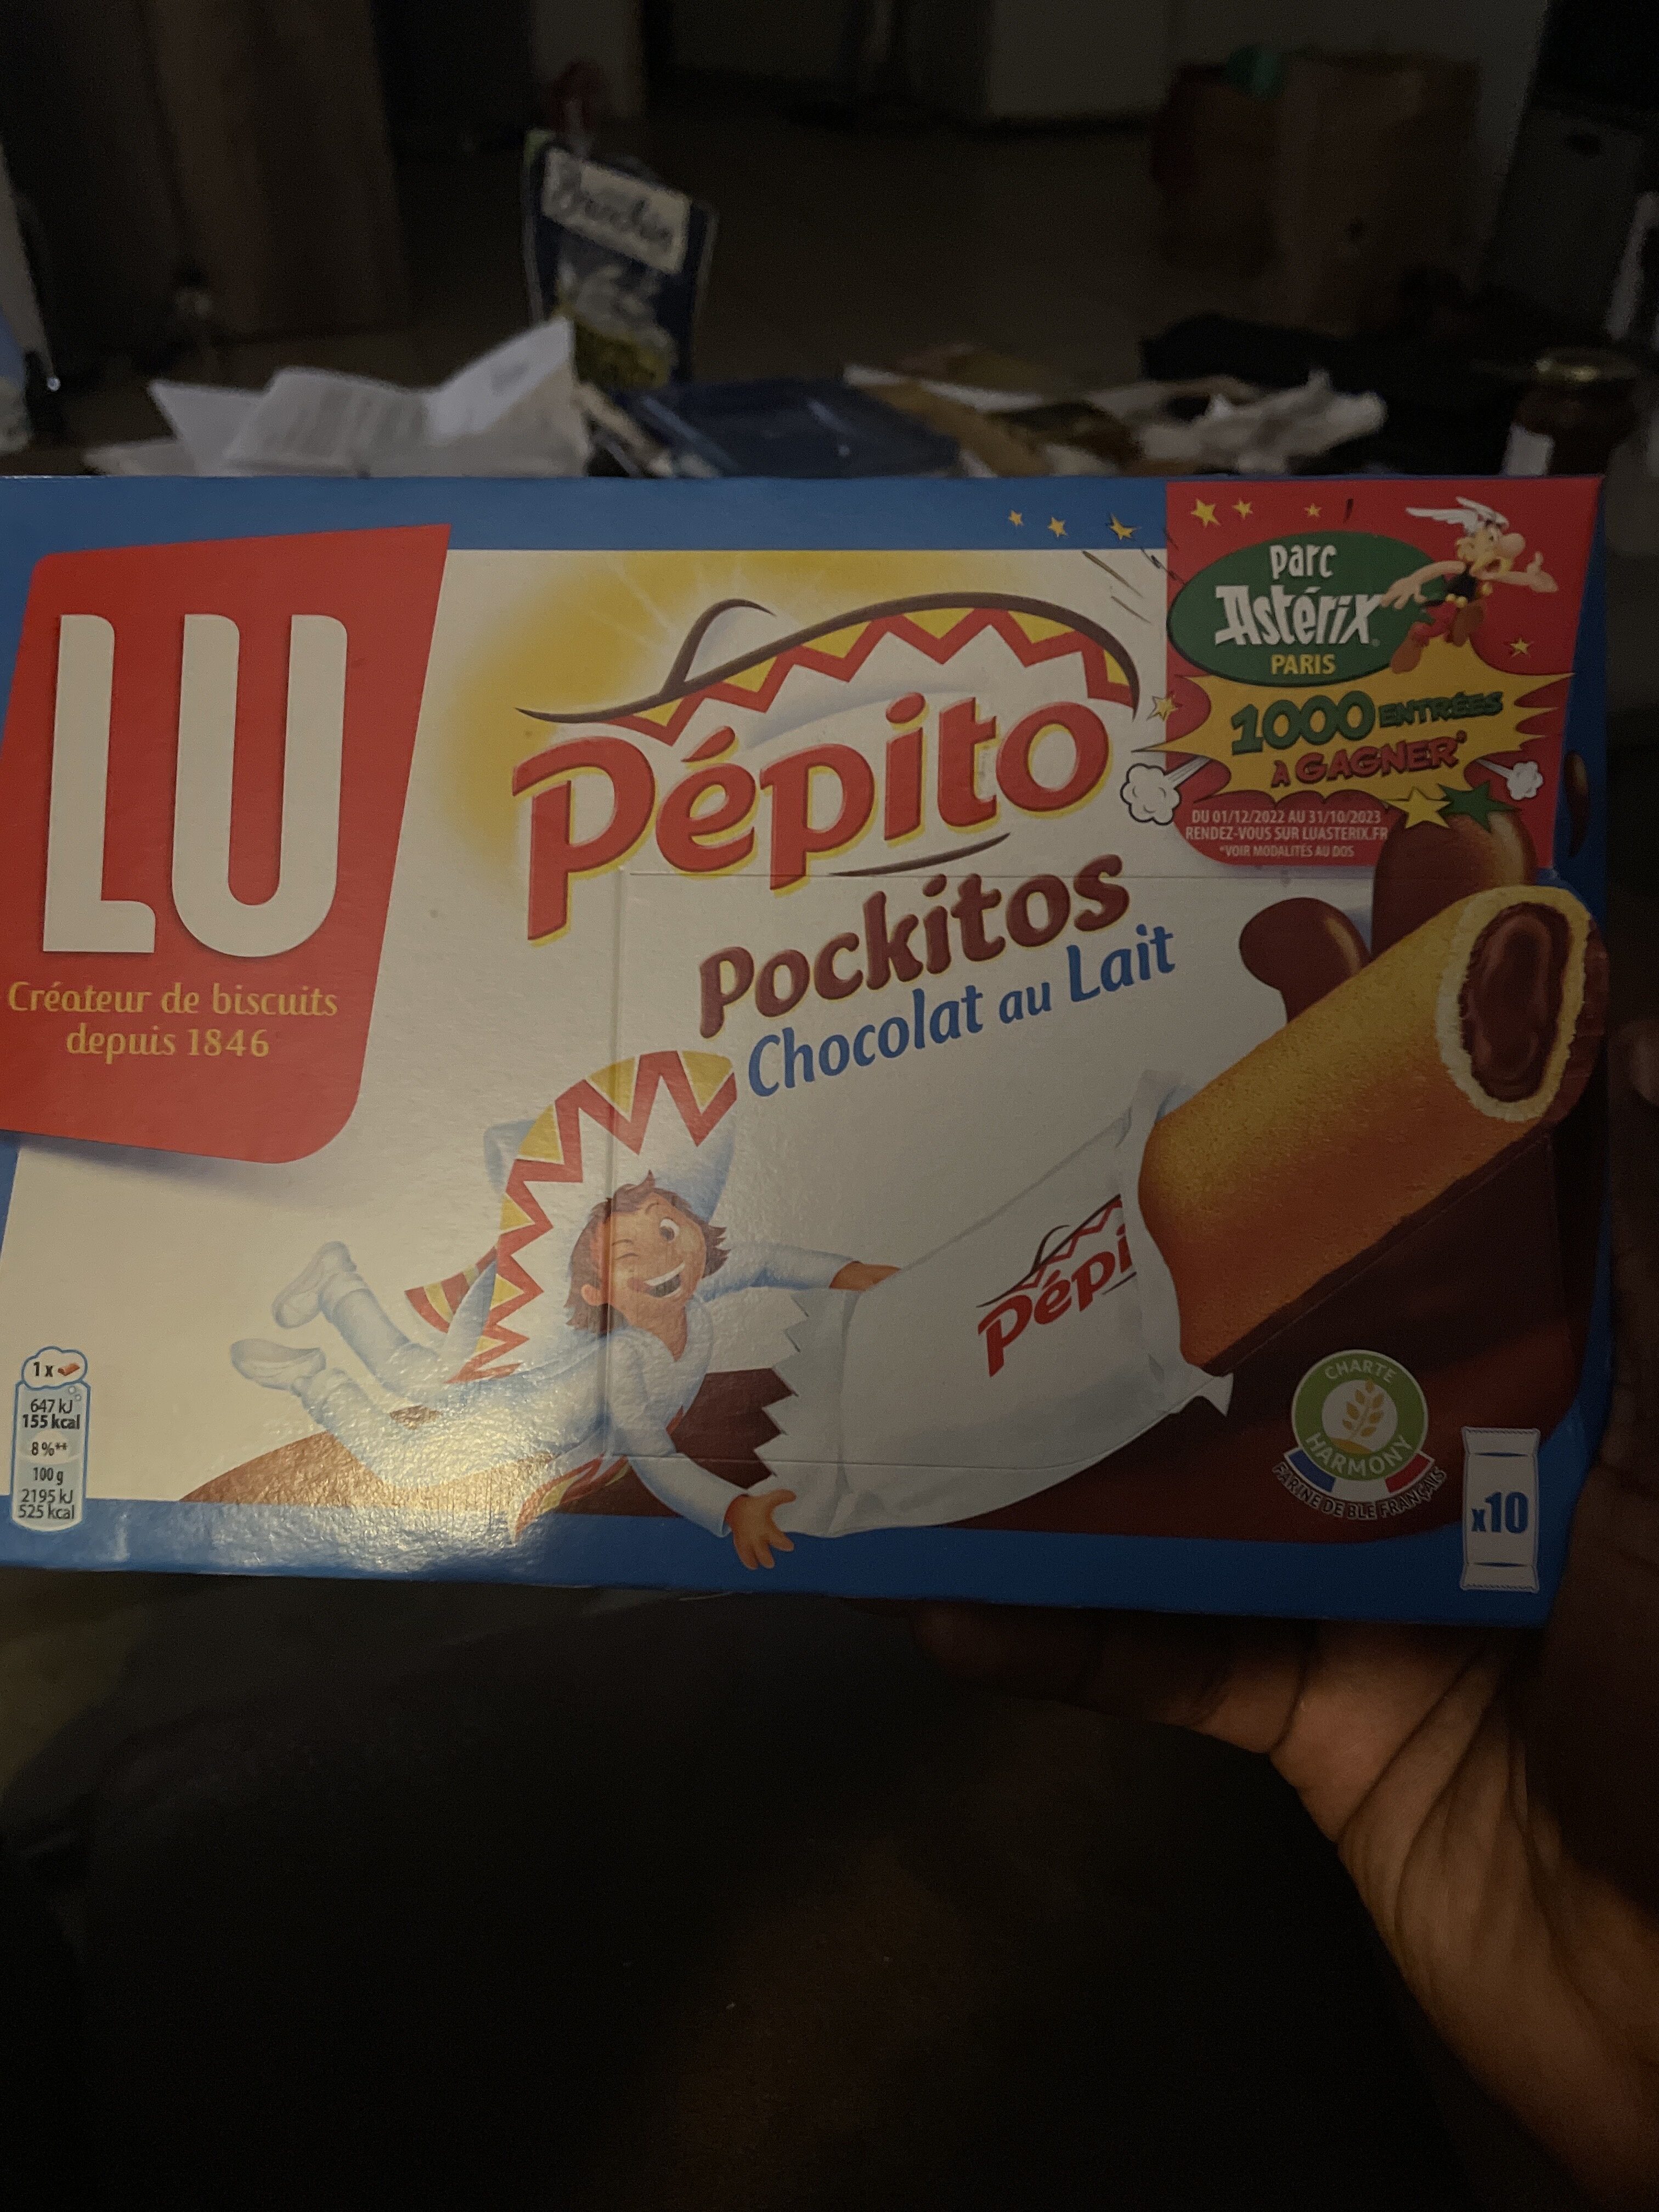 LU
Créateur de biscuits
depuis 1846
Pépito
Pockitos
Chocolat au Lait
parc
Astérix
PARIS
1000 ENTRÉES
À GAGNER*
DU 01/12/2022 AU 31/10/2023
RENDEZ-VOUS SUR LUASTERIX.FR
*VOIR MODALITÉS AU DOS
Pépi
1x
647 kJ
155 kcal
8%**
100 g
2195 kJ
525 kcal
CHARTE
HARMONY
FARINE DE BLÉ FRANÇAIS
x10